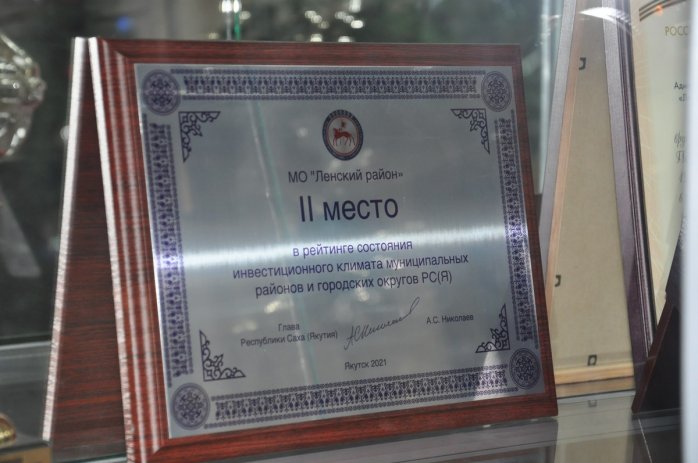 МО "Ленский район"
II место
в рейтинге состояния
инвестиционного климата муниципальных
районов и городских округов РС(Я)
Глава
Республики Саха (Якутия)
А.С. Николаев
Якутск 2021
РОСС